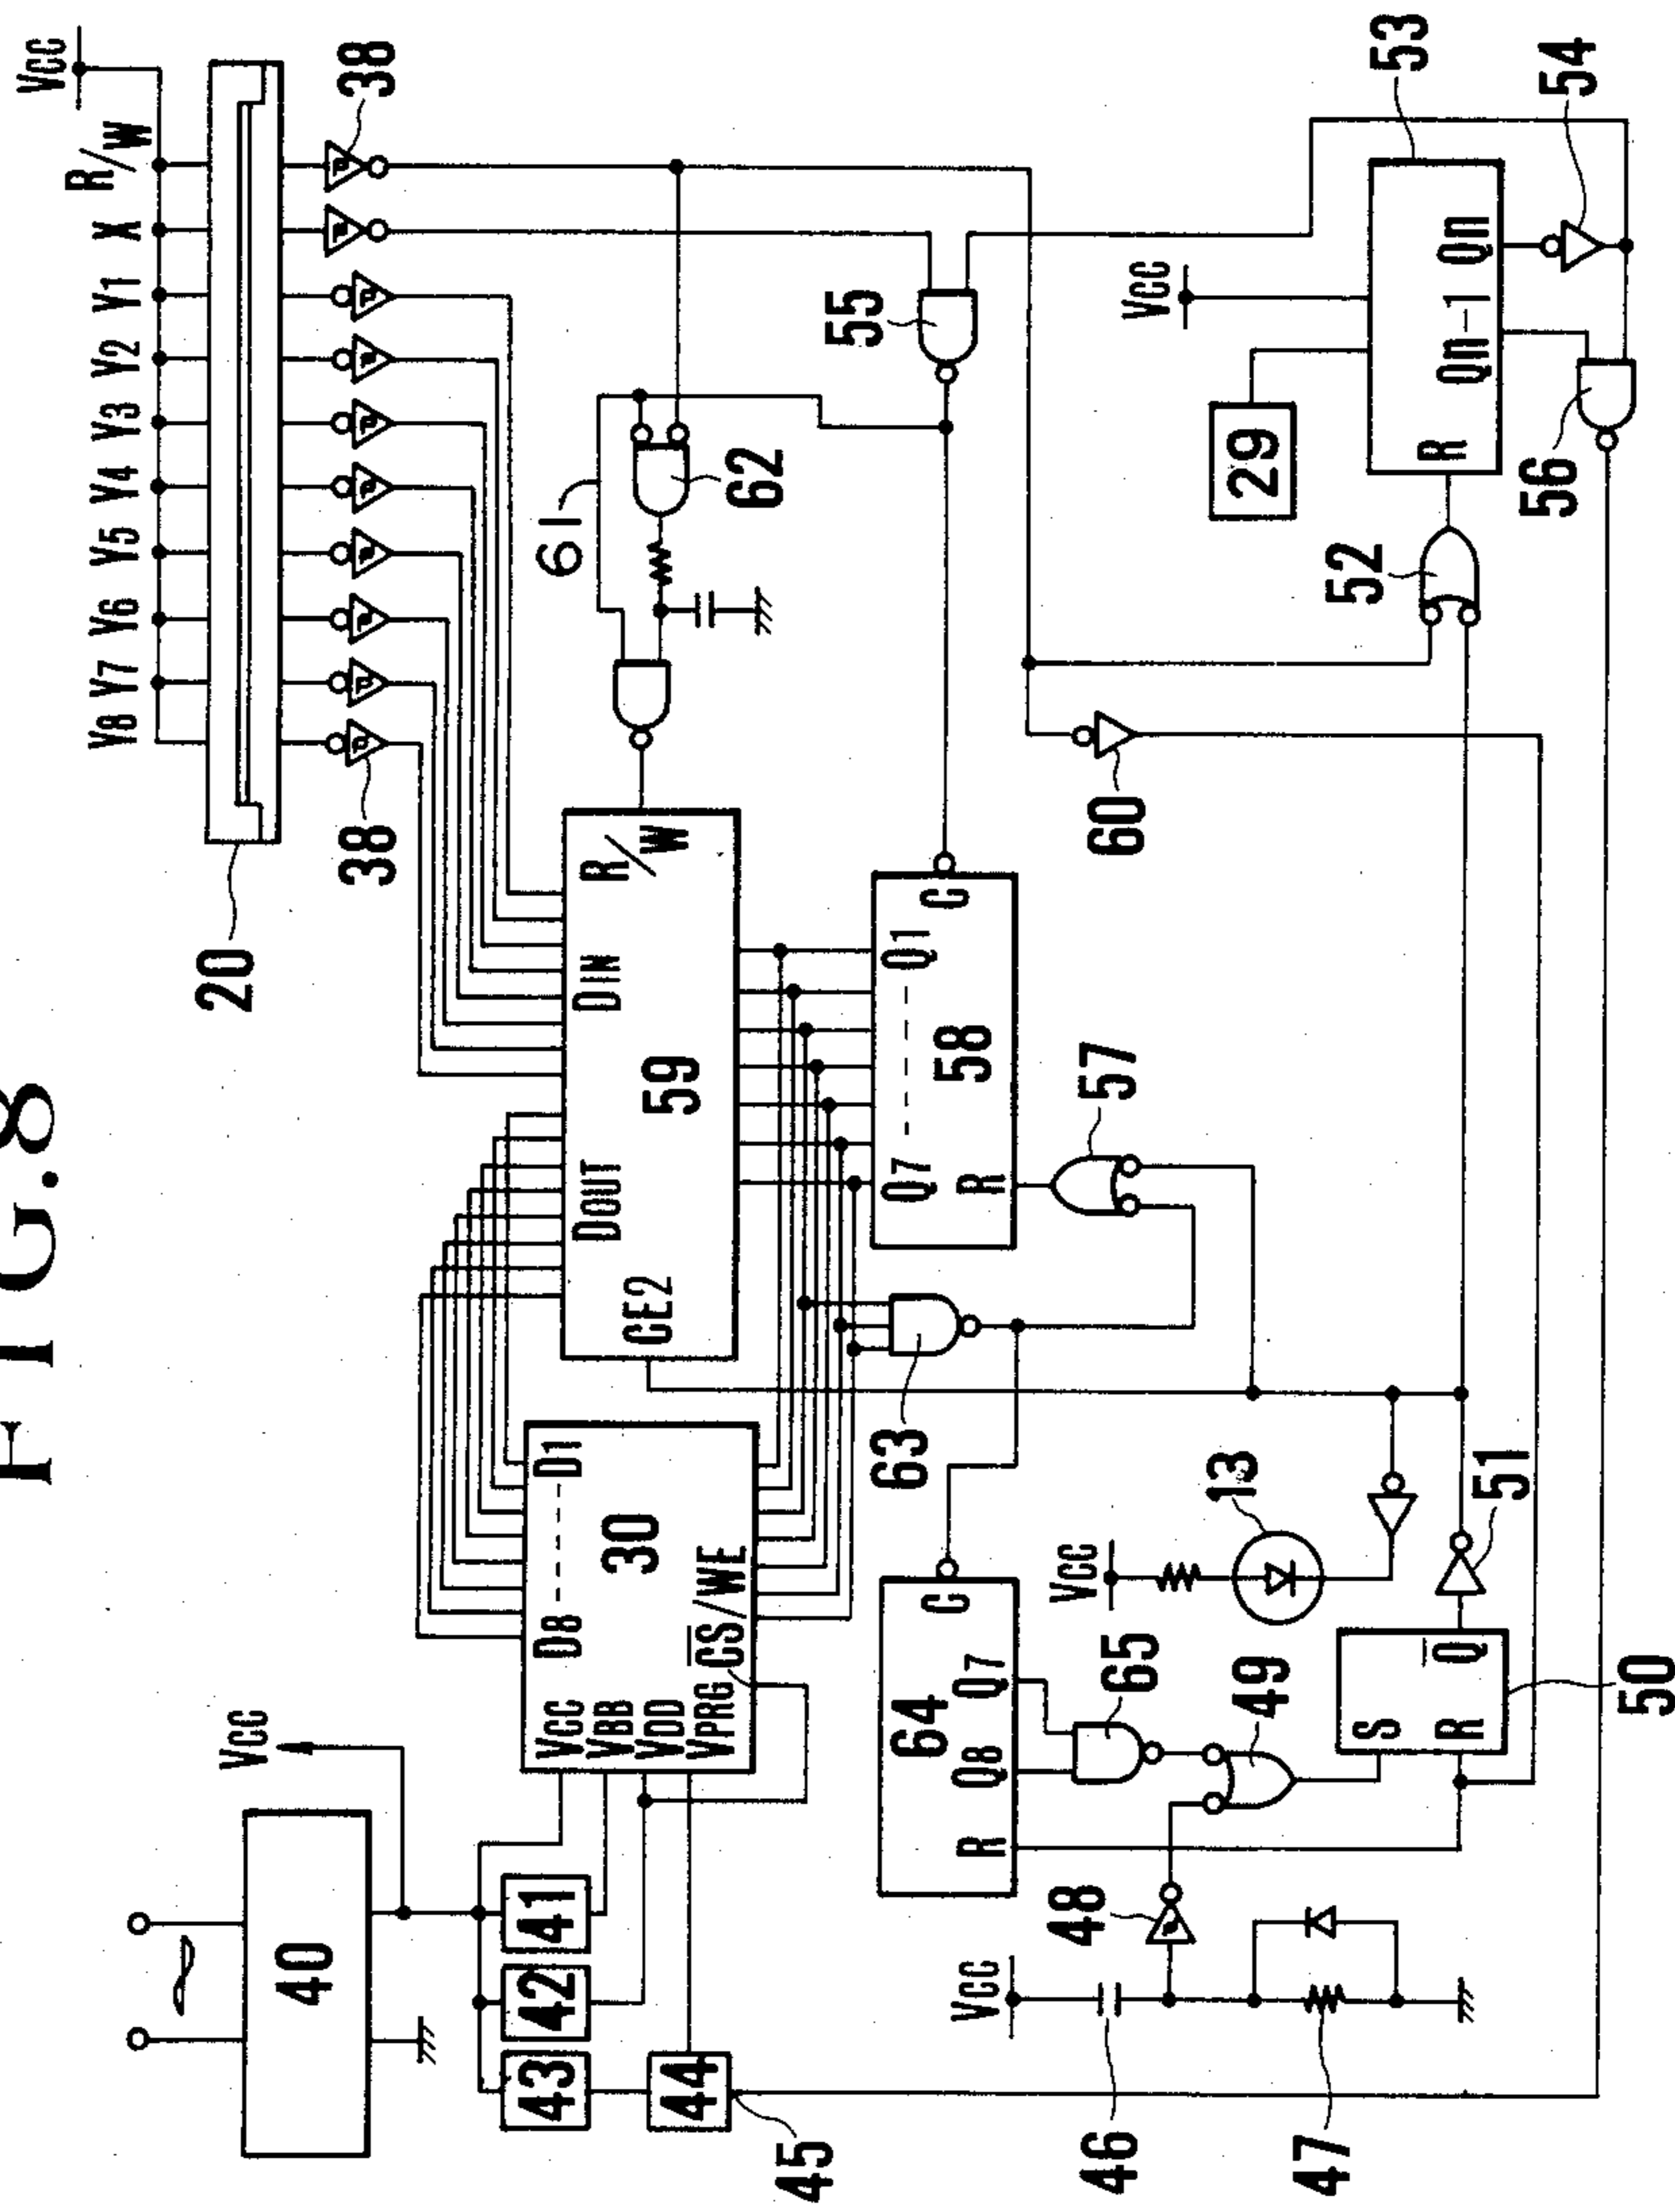 FIG.8
VCC
R/W
X
Y1
Y2
Y3
Y4
Y5
Y6
Y7
Y8
20
38
38
61
62
55
VCC
29
53
Qn-1 Qn
R
54
56
52
60
R/W
DIN
DOUT
CE2
59
Q1
Q7
C
R
58
57
63
D1
D8
30
VCC
VBB
VDD
VPRG
CS/WE
VCC
40
41
42
43
44
45
64
C
Q7
Q8
R
65
49
48
VCC
13
51
S
R
Q
50
VCC
46
47